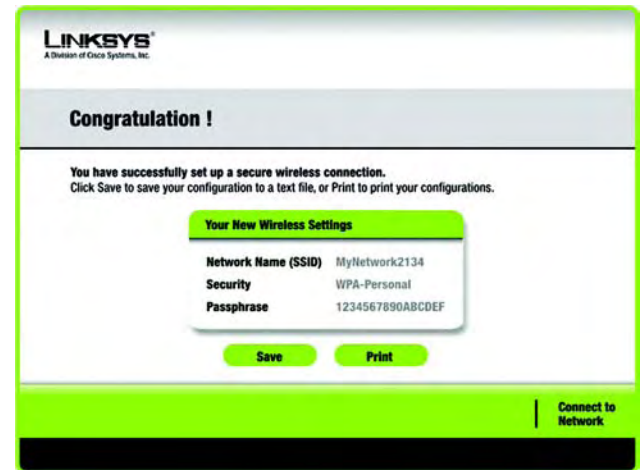 LINKSYS®
A Division of Cisco Systems, Inc.
Congratulation !
You have successfully set up a secure wireless connection.
Click Save to save your configuration to a text file, or Print to print your configurations.
Your New Wireless Settings
Network Name (SSID) MyNetwork2134
Security WPA-Personal
Passphrase 1234567890ABCDEF
Save Print
Connect to
Network